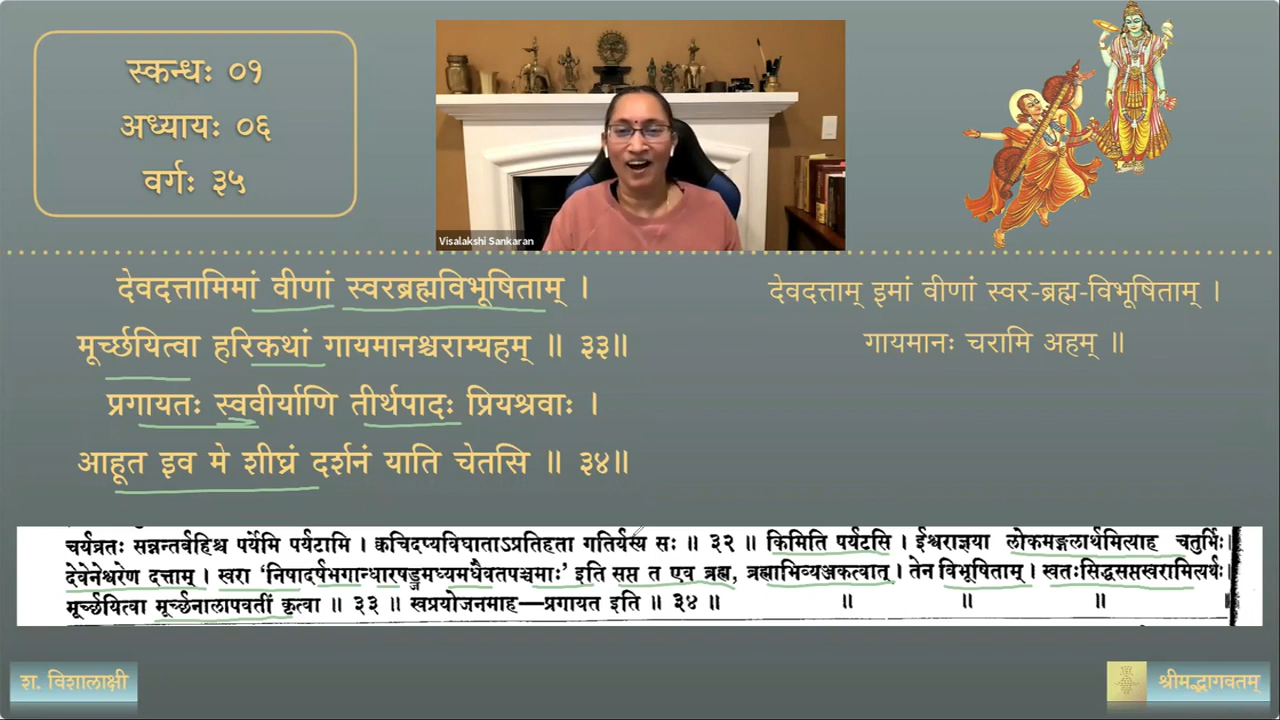 स्कन्धः ०१
अध्यायः ०६
वर्गः ३५
Visalakshi Sankaran
देवदत्तामिमां वीणां स्वरब्रह्मविभूषिताम् ।
मूर्च्छयित्वा हरिकथां गायमानश्चराम्यहम् ॥ ३३॥
प्रगायतः स्ववीर्याणि तीर्थपादः प्रियश्रवाः ।
आहूत इव मे शीघ्रं दर्शनं याति चेतसि ॥ ३४॥
देवदत्ताम् इमां वीणां स्वर-ब्रह्म-विभूषिताम् ।
गायमानः चरामि अहम् ॥
चर्यव्रतः सन्नन्तर्बहिश्च पर्येमि पर्यटामि । क्वचिदप्यविघाताऽप्रतिहता गतिर्यस्य सः ॥ ३२ ॥ किमिति पर्यटसि । ईश्वराज्ञया लोकमङ्गलार्थमित्याह चतुर्भिः।
देवेनेश्वरेण दत्ताम् । स्वरा ‘निषादर्षभगान्धारषड्जमध्यमधैवतपञ्चमाः’ इति सप्त त एव ब्रह्म, ब्रह्माभिव्यञ्जकत्वात् । तेन विभूषिताम् । स्वतःसिद्धसप्तस्वरामित्यर्थः।
मूर्च्छयित्वा मूर्च्छनालापवतीं कृत्वा ॥ ३३ ॥ स्वप्रयोजनमाह—प्रगायत इति ॥ ३४ ॥ ॥ ॥ ॥ ॥
श. विशालाक्षी
श्रीमद्भागवतम्